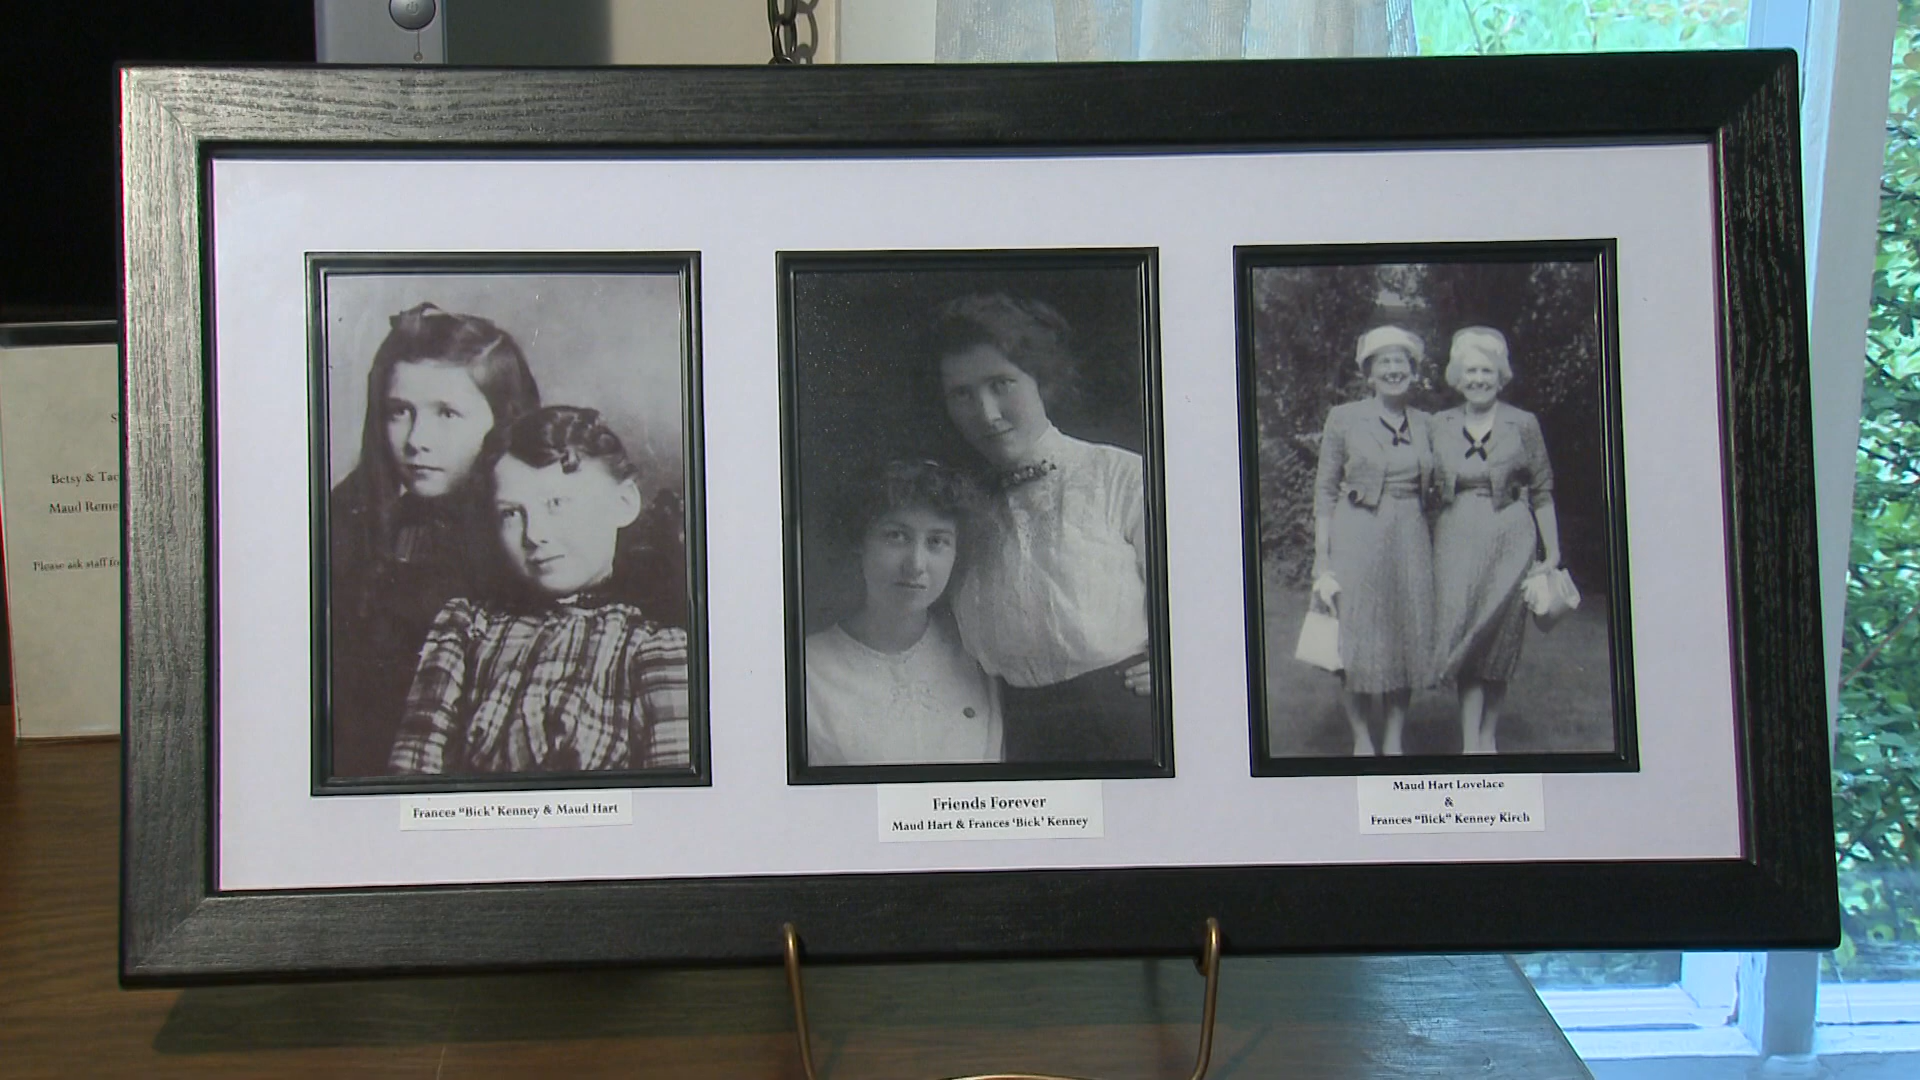 S
Betsy & Tac
Maud Reme
Please ask staff fo
Frances "Bick' Kenney & Maud Hart
Friends Forever
Maud Hart & Frances 'Bick' Kenney
Maud Hart Lovelace
&
Frances "Bick" Kenney Kirch